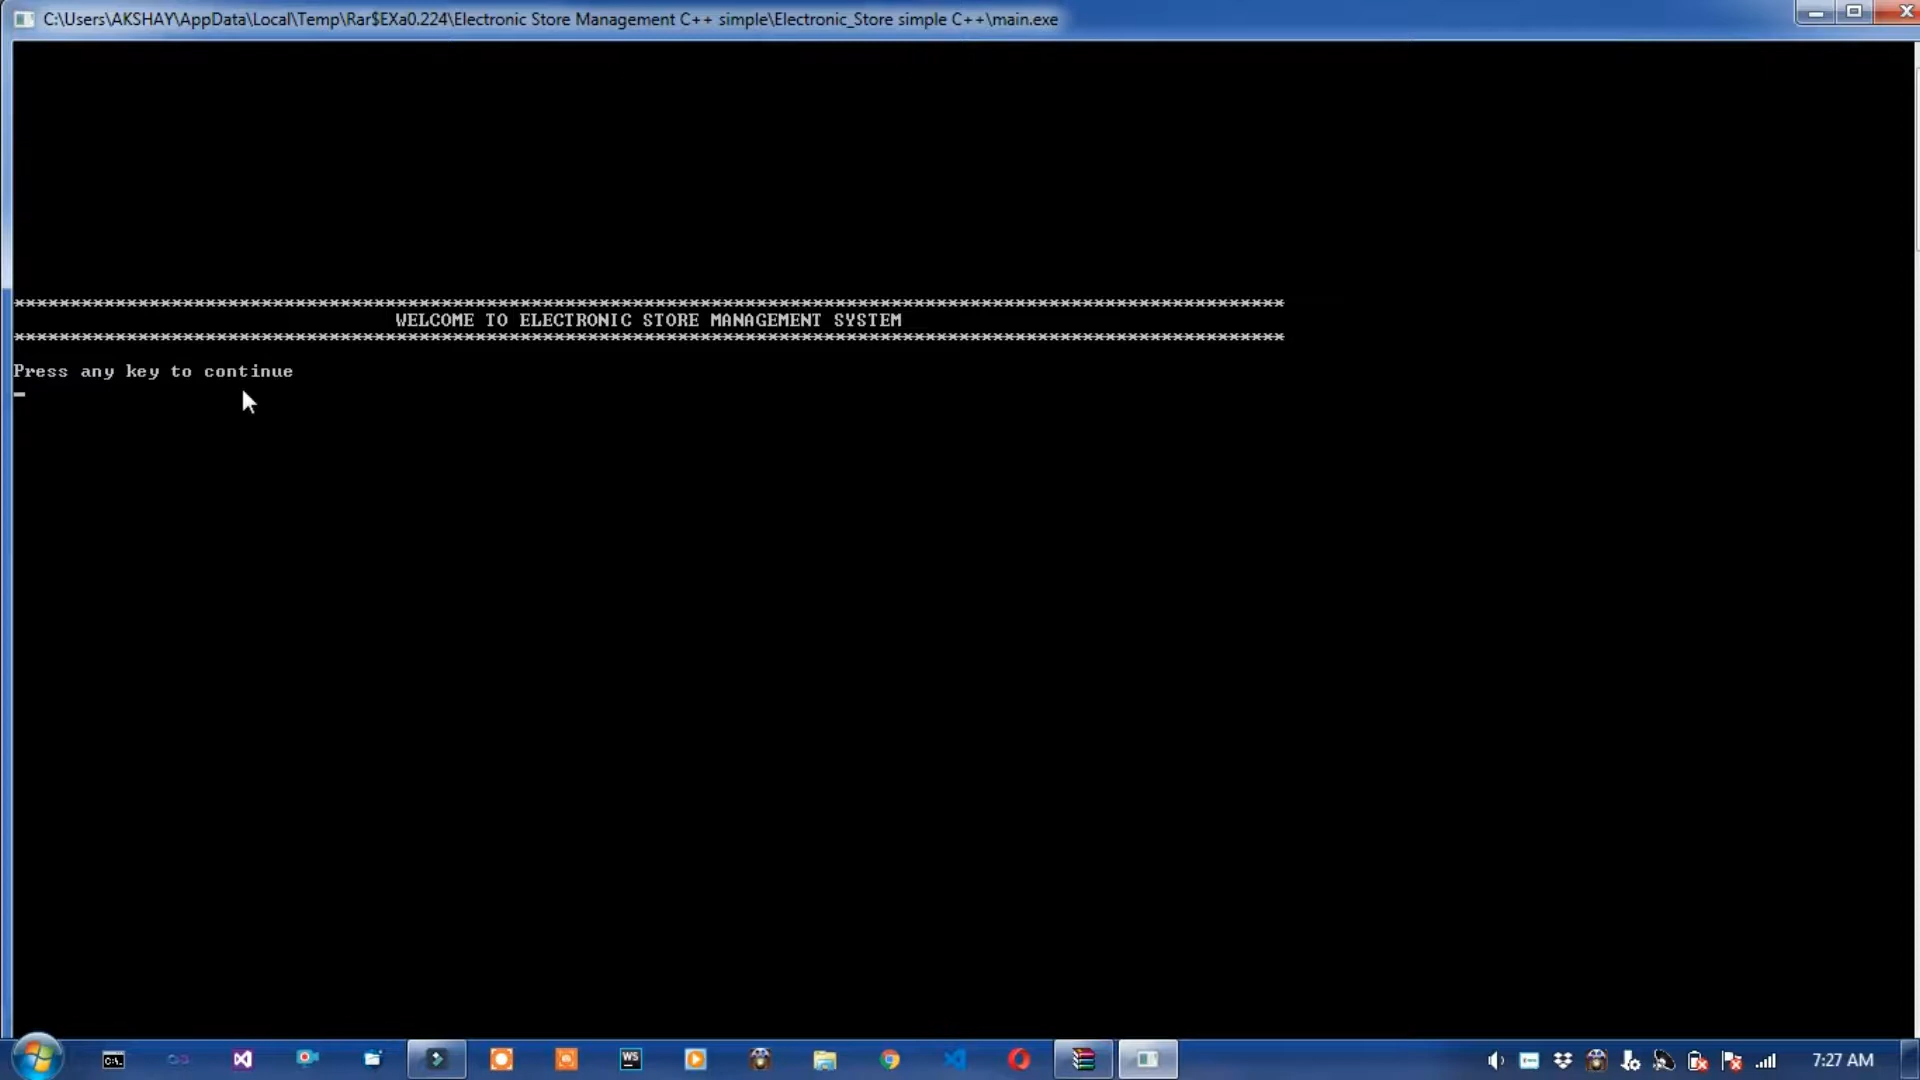 C:\Users\AKSHAY\AppData\Local\Temp\Rar$EXa0.224\Electronic Store Management C++ simple\Electronic_Store simple C++\main.exe
*****************************************************************************************************************
WELCOME TO ELECTRONIC STORE MANAGEMENT SYSTEM
*****************************************************************************************************************
Press any key to continue
C:\.
WS
7:27 AM